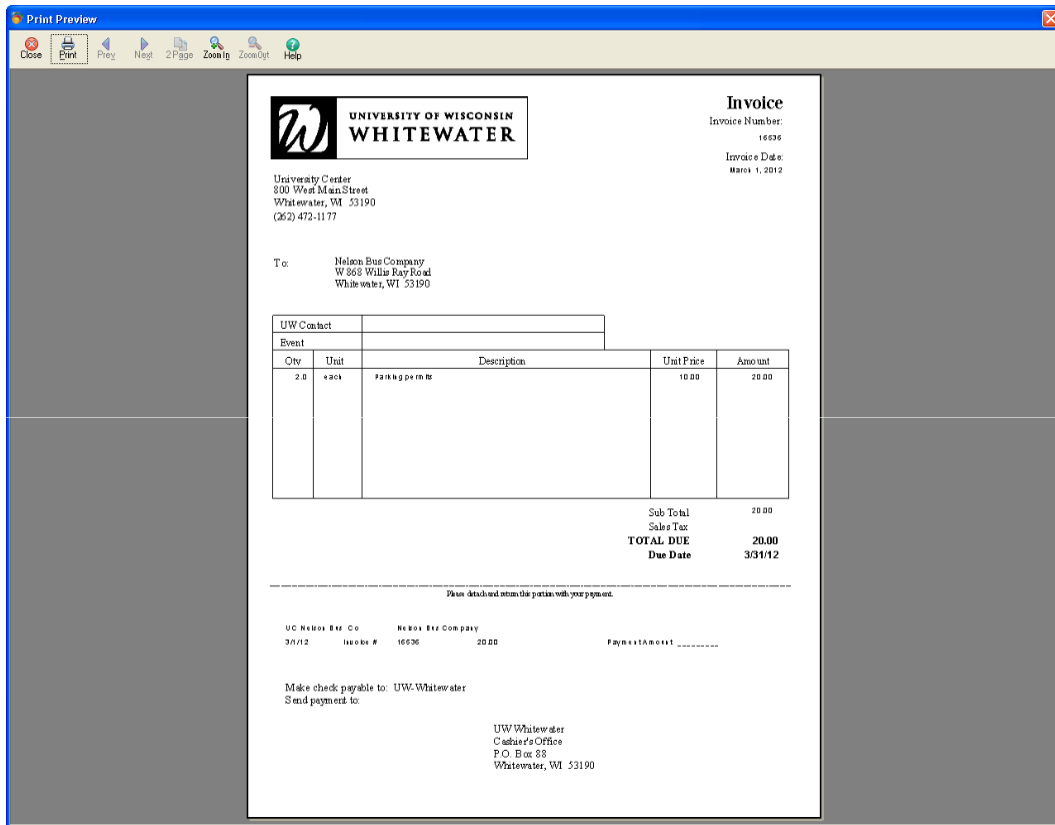 Print Preview
Close Print Prev Next 2 Page Zoom In Zoom Out Help
UNIVERSITY OF WISCONSIN
WHITEWATER
Invoice
Invoice Number:
16636
Invoice Date:
March 1, 2012
University Center
800 West Main Street
Whitewater, WI 53190
(262) 472-1177
To: Nelson Bus Company
W 868 Willis Ray Road
Whitewater, WI 53190
UW Contact
Event
Qty Unit Description Unit Price Amount
2.0 each Parking permits 10.00 20.00
Sub Total 20.00
Sales Tax
TOTAL DUE 20.00
Due Date 3/31/12
Please detach and return this portion with your payment.
UC Nelson Bus Co Nelson Bus Company
3/1/12 Invoice # 16636 20.00 Payment Amount _________
Make check payable to: UW-Whitewater
Send payment to:
UW Whitewater
Cashier's Office
P.O. Box 88
Whitewater, WI 53190